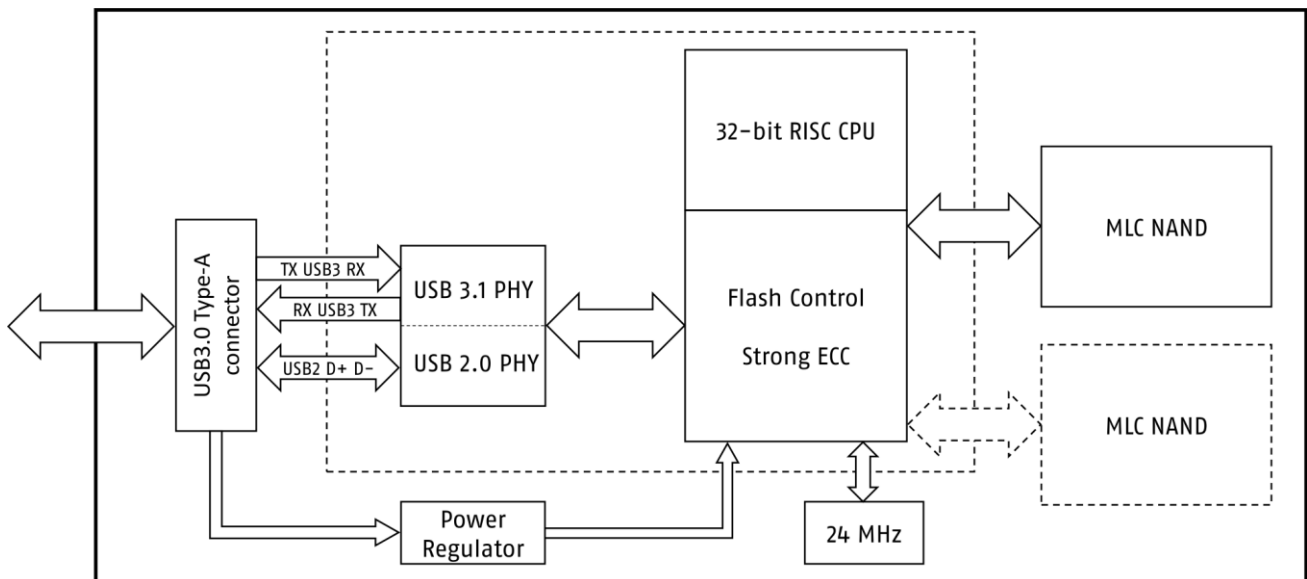 32-bit RISC CPU
MLC NAND
USB3.0 Type-A
connector
TX USB3 RX
RX USB3 TX
USB2 D+ D-
USB 3.1 PHY
USB 2.0 PHY
Flash Control
Strong ECC
MLC NAND
Power
Regulator
24 MHz